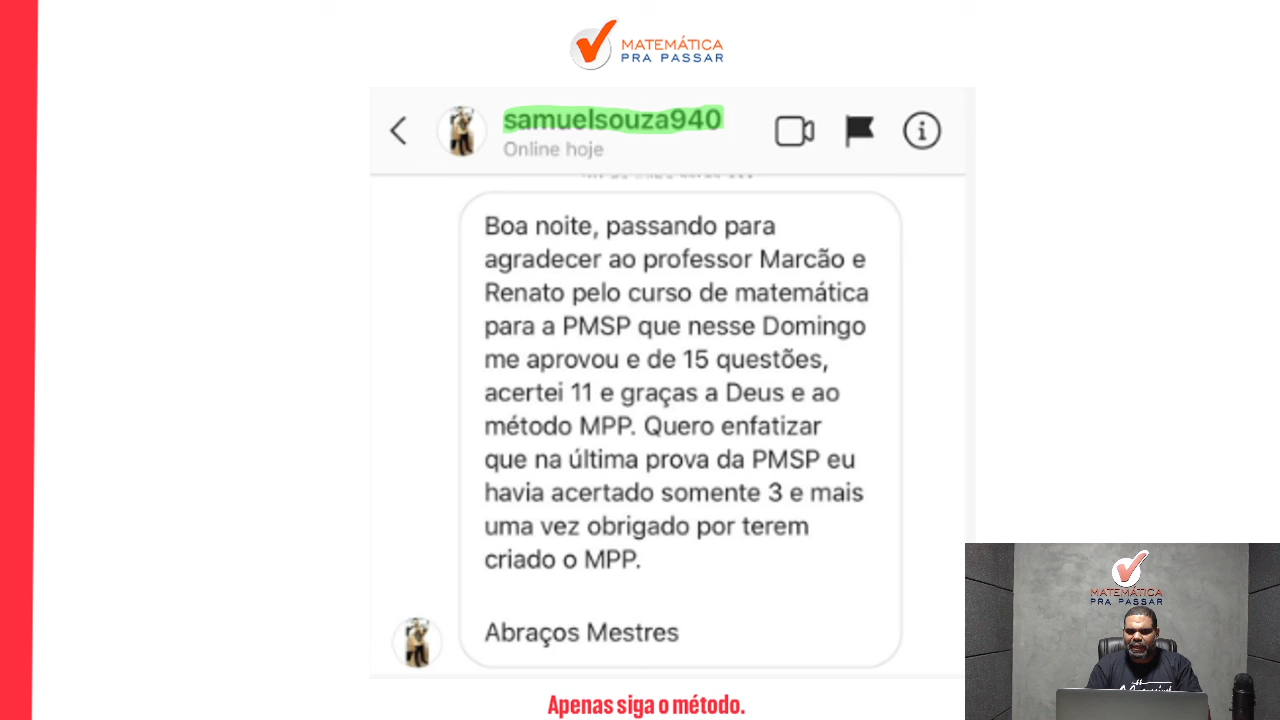 MATEMÁTICA
PRA PASSAR
samuelsouza940
Online hoje
Boa noite, passando para
agradecer ao professor Marcão e
Renato pelo curso de matemática
para a PMSP que nesse Domingo
me aprovou e de 15 questões,
acertei 11 e graças a Deus e ao
método MPP. Quero enfatizar
que na última prova da PMSP eu
havia acertado somente 3 e mais
uma vez obrigado por terem
criado o MPP.
Abraços Mestres
MATEMÁTICA
PRA PASSAR
Apenas siga o método.